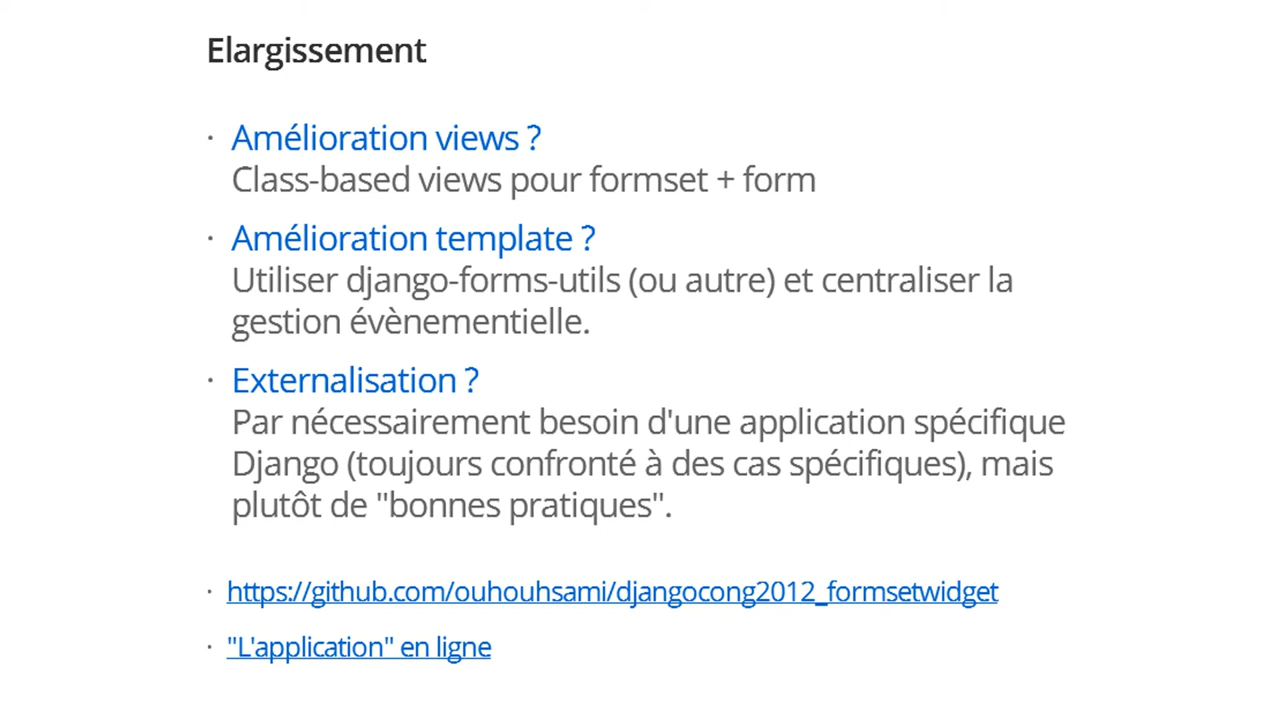 Elargissement
· Amélioration views ?
Class-based views pour formset + form
· Amélioration template ?
Utiliser django-forms-utils (ou autre) et centraliser la
gestion évènementielle.
· Externalisation ?
Par nécessairement besoin d'une application spécifique
Django (toujours confronté à des cas spécifiques), mais
plutôt de "bonnes pratiques".
· https://github.com/ouhouhsami/djangocong2012_formsetwidget
· "L'application" en ligne